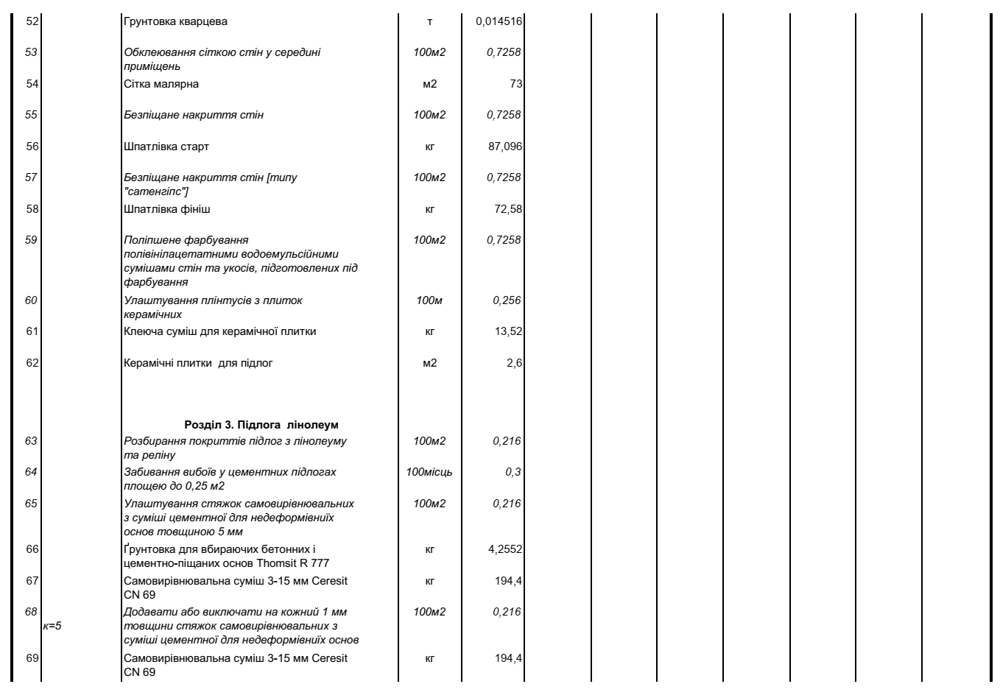 52 Грунтовка кварцева т 0,014516
53 Обклеювання сіткою стін у середині 100м2 0,7258
приміщень
54 Сітка малярна м2 73
55 Безпіщане накриття стін 100м2 0,7258
56 Шпатлівка старт кг 87,096
57 Безпіщане накриття стін [типу 100м2 0,7258
"сатенгіпс"]
58 Шпатлівка фініш кг 72,58
59 Поліпшене фарбування 100м2 0,7258
полівінілацетатними водоемульсійними
сумішами стін та укосів, підготовлених під
фарбування
60 Улаштування плінтусів з плиток 100м 0,256
керамічних
61 Клеюча суміш для керамічної плитки кг 13,52
62 Керамічні плитки для підлог м2 2,6
Розділ 3. Підлога лінолеум
63 Розбирання покриттів підлог з лінолеуму 100м2 0,216
та реліну
64 Забивання вибоїв у цементних підлогах 100місць 0,3
площею до 0,25 м2
65 Улаштування стяжок самовирівнювальних 100м2 0,216
з суміші цементної для недеформівниїх
основ товщиною 5 мм
66 Ґрунтовка для вбираючих бетонних і кг 4,2552
цементно-піщаних основ Thomsit R 777
67 Самовирівнювальна суміш 3-15 мм Ceresit кг 194,4
CN 69
68 Додавати або виключати на кожний 1 мм 100м2 0,216
к=5 товщини стяжок самовирівнювальних з
суміші цементної для недеформівниїх основ
69 Самовирівнювальна суміш 3-15 мм Ceresit кг 194,4
CN 69